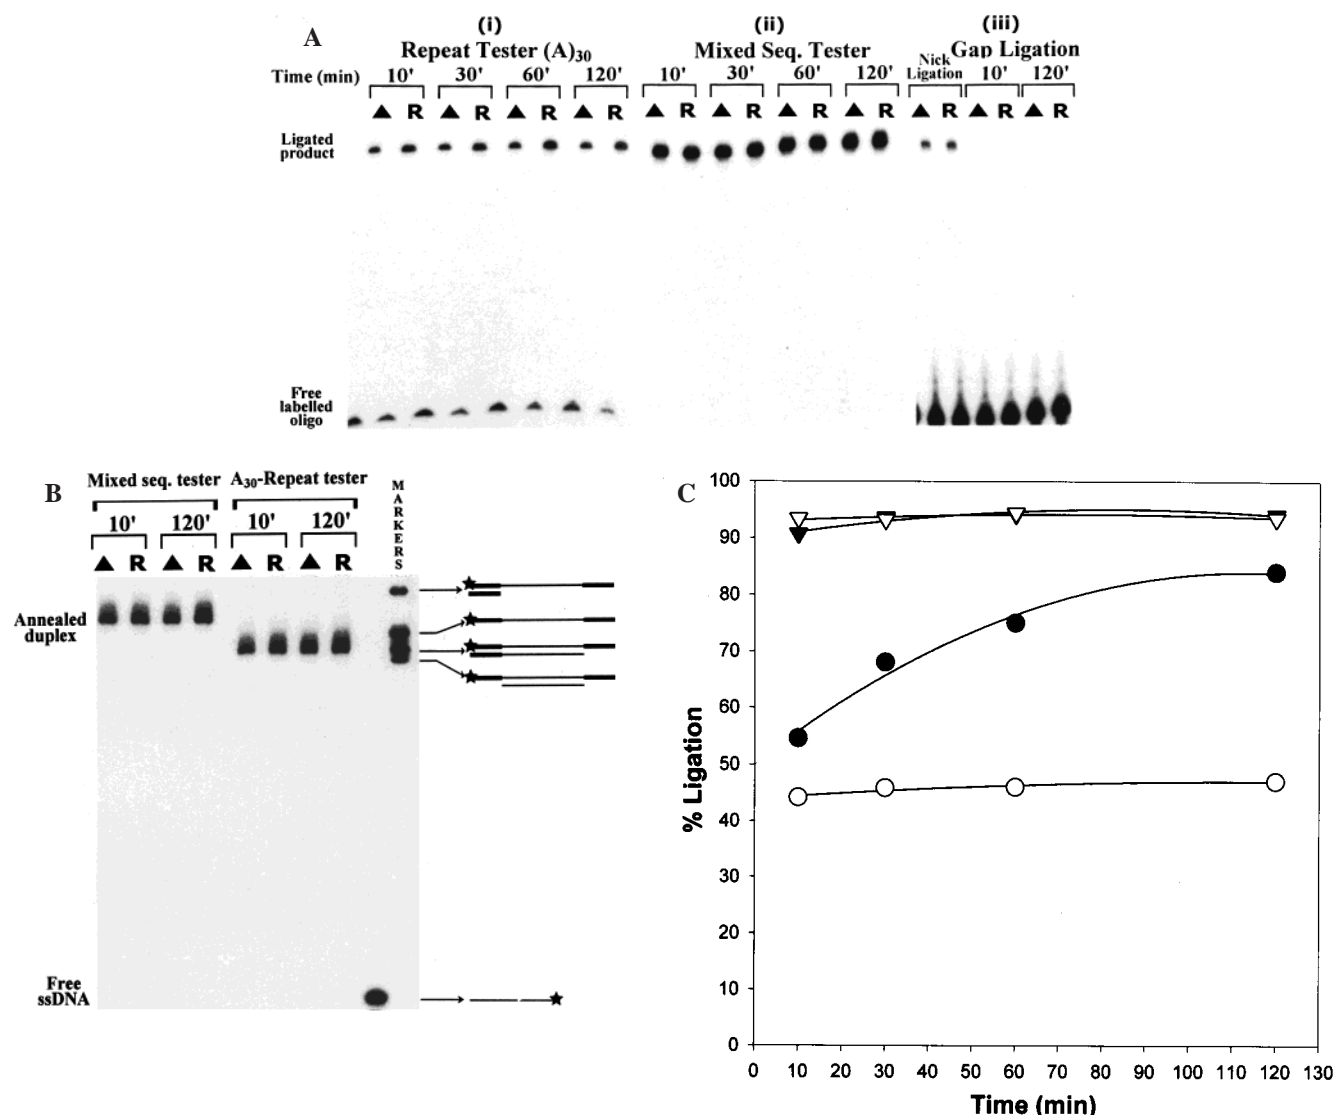 A
(i)
Repeat Tester (A)30
Time (min) 10' 30' 60' 120'
▲ R ▲ R ▲ R ▲ R
(ii)
Mixed Seq. Tester
10' 30' 60' 120'
▲ R ▲ R ▲ R ▲ R
(iii)
Gap Ligation
Nick
Ligation 10' 120'
▲ R ▲ R ▲ R
Ligated
product
Free
labelled
oligo
B
Mixed seq. tester A30-Repeat tester
10' 120' 10' 120'
▲ R ▲ R ▲ R ▲ R
MARKERS
Annealed
duplex
Free
ssDNA
C
% Ligation
100
90
80
70
60
50
40
30
20
10
0
0 10 20 30 40 50 60 70 80 90 100 110 120 130
Time (min)